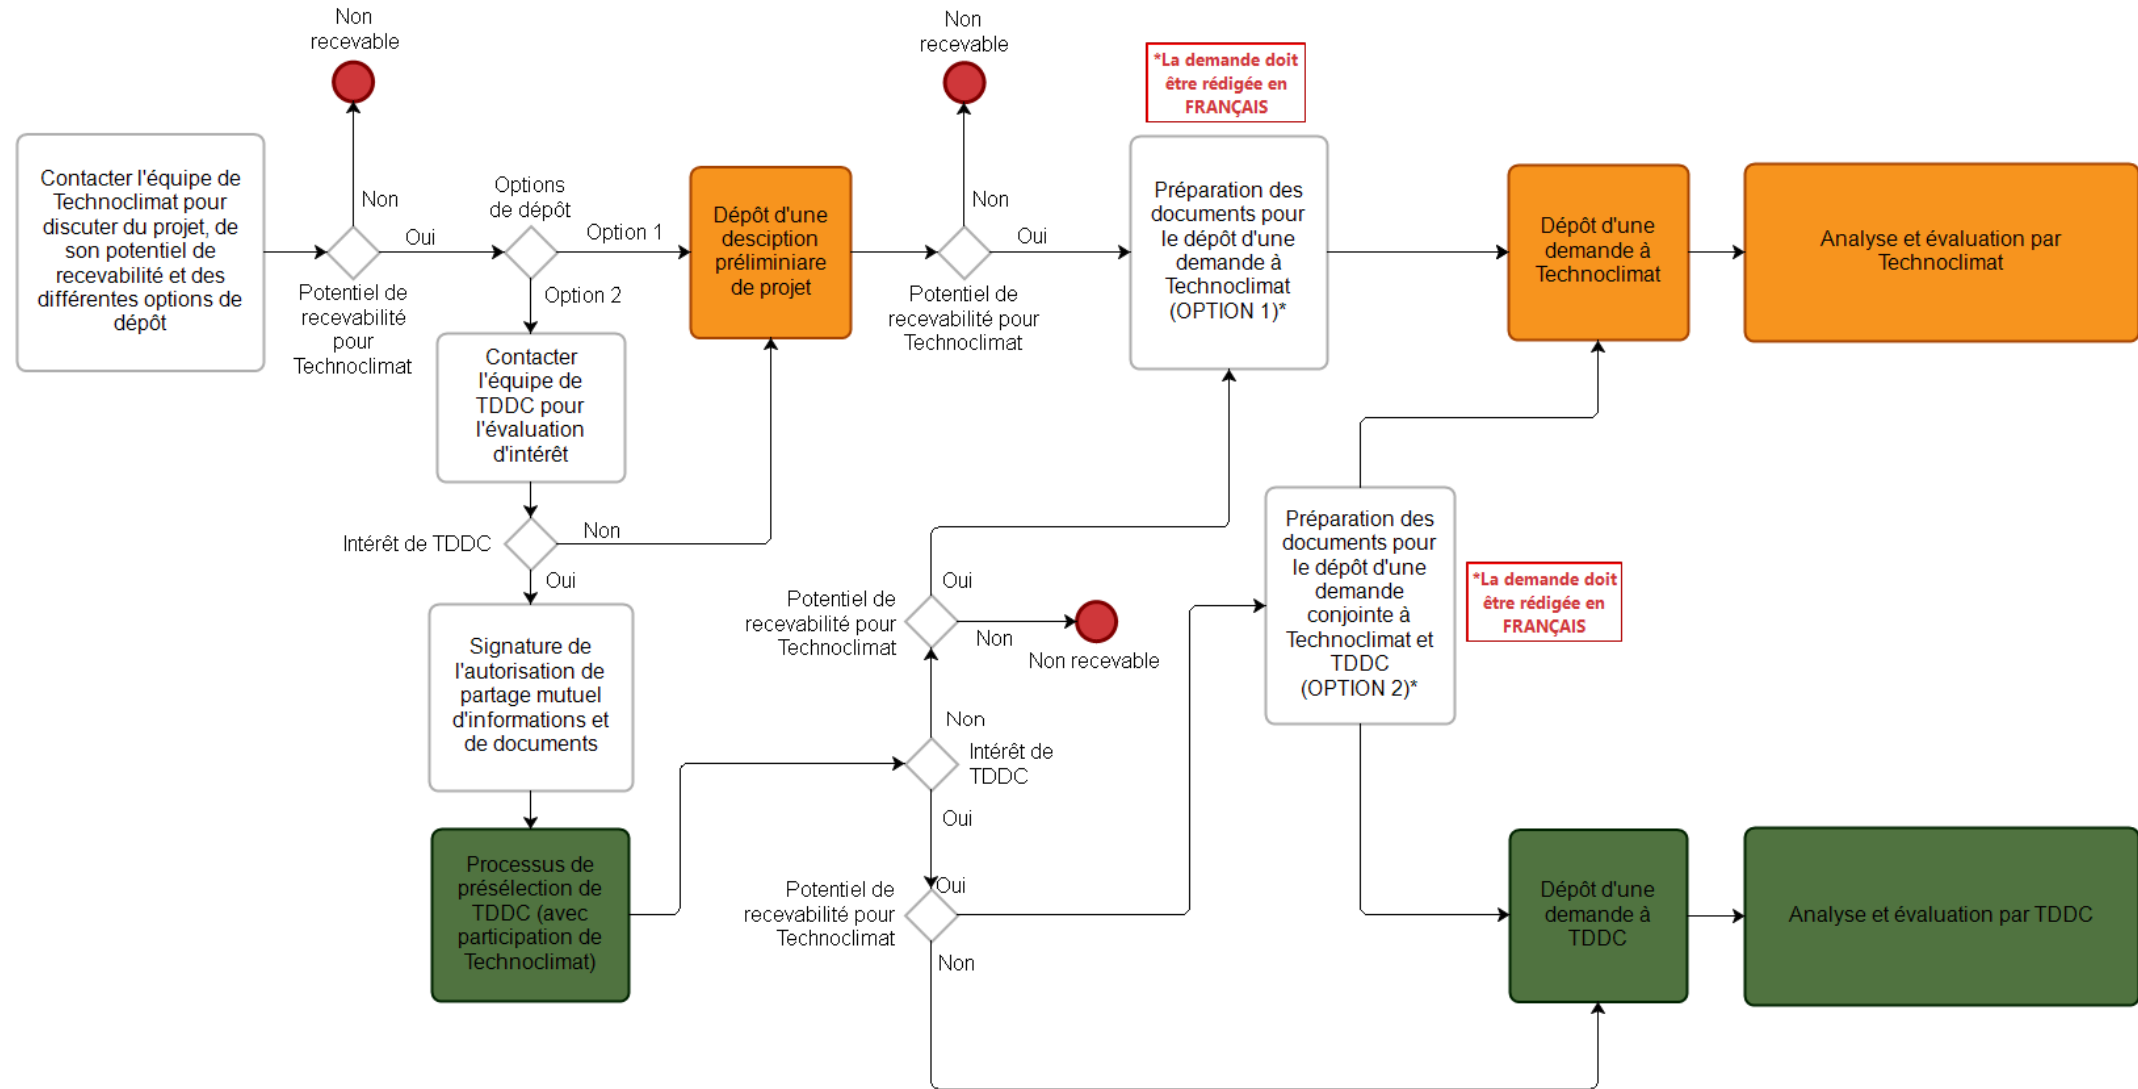 Non
recevable
Non
recevable
*La demande doit
être rédigée en
FRANÇAIS
Contacter l'équipe de
Technoclimat pour
discuter du projet, de
son potentiel de
recevabilité et des
différentes options de
dépôt
Non
Oui
Potentiel de
recevabilité
pour
Technoclimat
Options
de dépôt
Option 1
Option 2
Dépôt d'une
desciption
préliminiare
de projet
Non
Oui
Potentiel de
recevabilité pour
Technoclimat
Préparation des
documents pour
le dépôt d'une
demande à
Technoclimat
(OPTION 1)*
Dépôt d'une
demande à
Technoclimat
Analyse et évaluation par
Technoclimat
Contacter
l'équipe de
TDDC pour
l'évaluation
d'intérêt
Intérêt de TDDC
Non
Oui
Signature de
l'autorisation de
partage mutuel
d'informations et
de documents
Processus de
présélection de
TDDC (avec
participation de
Technoclimat)
Oui
Potentiel de
recevabilité pour
Technoclimat
Non
Non recevable
Non
Intérêt de
TDDC
Oui
Oui
Potentiel de
recevabilité pour
Technoclimat
Non
Préparation des
documents pour
le dépôt d'une
demande
conjointe à
Technoclimat et
TDDC
(OPTION 2)*
*La demande doit
être rédigée en
FRANÇAIS
Dépôt d'une
demande à
TDDC
Analyse et évaluation par TDDC